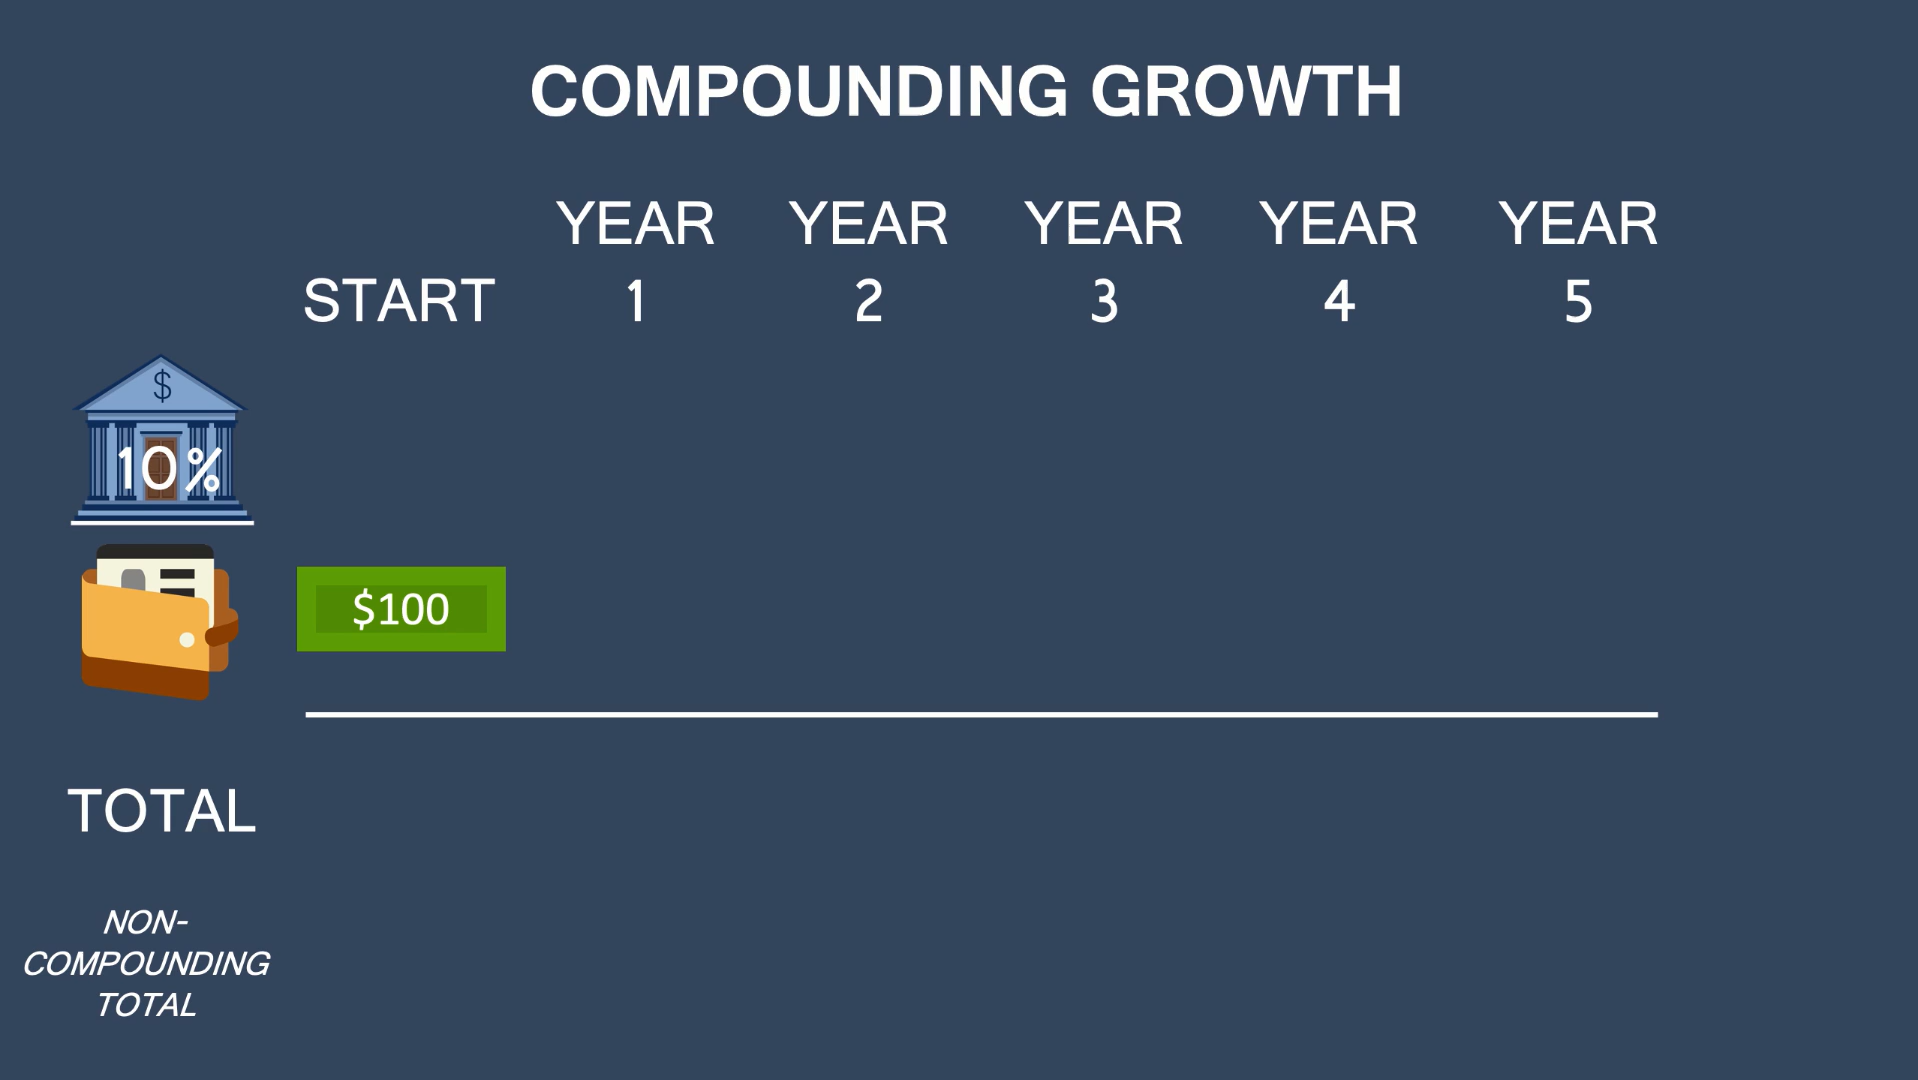 COMPOUNDING GROWTH
START
YEAR
1
YEAR
2
YEAR
3
YEAR
4
YEAR
5
$
10%
$100
TOTAL
NON-
COMPOUNDING
TOTAL